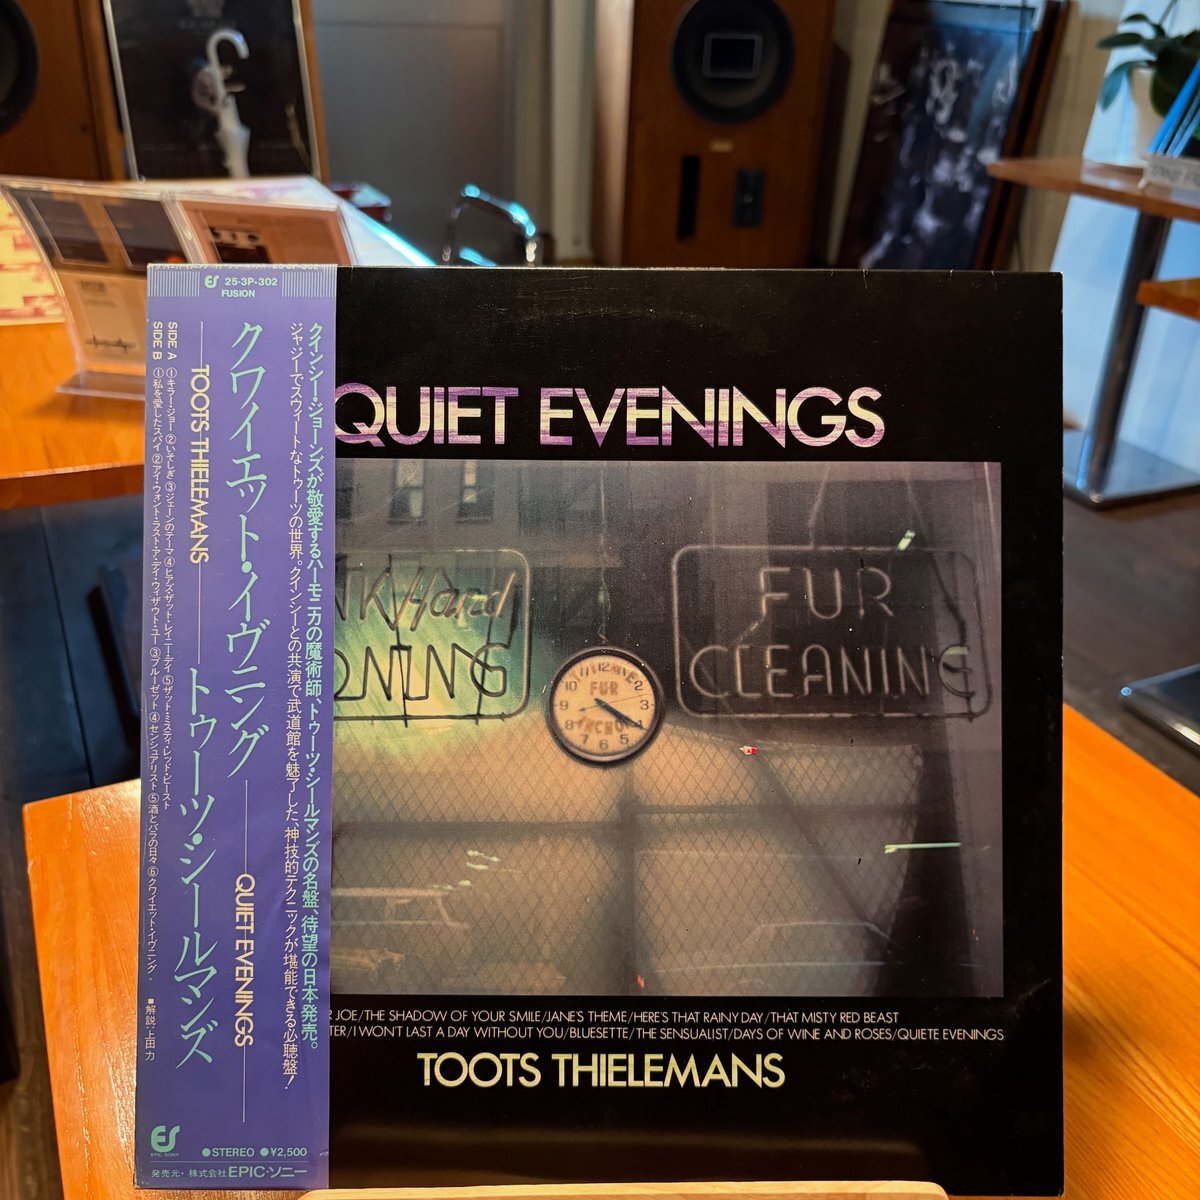 25-3P-302
FUSION
クインシー・ジョーンズが敬愛するハーモニカの魔術師、トゥーツ・シールマンズの名盤、待望の日本発売。
ジャジーでスウィートなトゥーツの世界。クインシーとの共演で武道館を魅了した、神技的テクニックが堪能できる必聴盤!
クワイエット・イヴニング
QUIET EVENINGS
TOOTS THIELEMANS
トゥーツ・シールマンズ
SIDE A ①キラー・ジョー ②いそしぎ ③ジェーンのテーマ ④ヒアズ・ザット・レイニー・デイ ⑤ザット・ミスティ・レッド・ビースト
SIDE B ①私を愛したスパイ ②アイ・ウォント・ラスト・ア・デイ・ウィザウト・ユー ③ブルーゼット ④センシュアリスト ⑤酒とバラの日々 ⑥クワイエット・イヴニング
■解説・上田 力
EPIC SONY
●STEREO ●¥2,500
発売元・株式会社EPIC・ソニー
QUIET EVENINGS
Hand
FUR
CLEANING
12
10
2
9
3
8
4
7
6
5
FUR
JOE/THE SHADOW OF YOUR SMILE/JANE'S THEME/HERE'S THAT RAINY DAY/THAT MISTY RED BEAST
/I WON'T LAST A DAY WITHOUT YOU/BLUESETTE/THE SENSUALIST/DAYS OF WINE AND ROSES/QUIETE EVENINGS
TOOTS THIELEMANS